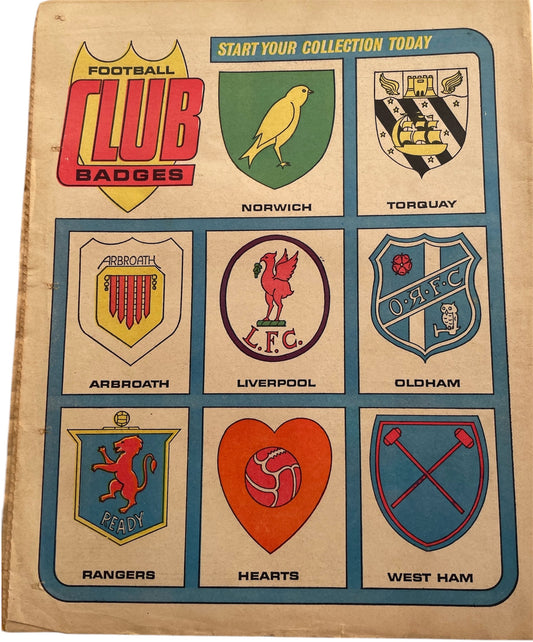 START YOUR COLLECTION TODAY
FOOTBALL
CLUB
BADGES
NORWICH
TORQUAY
ARBROATH
L.F.C.
O.R.F.C
ARBROATH
LIVERPOOL
OLDHAM
READY
RANGERS
HEARTS
WEST HAM